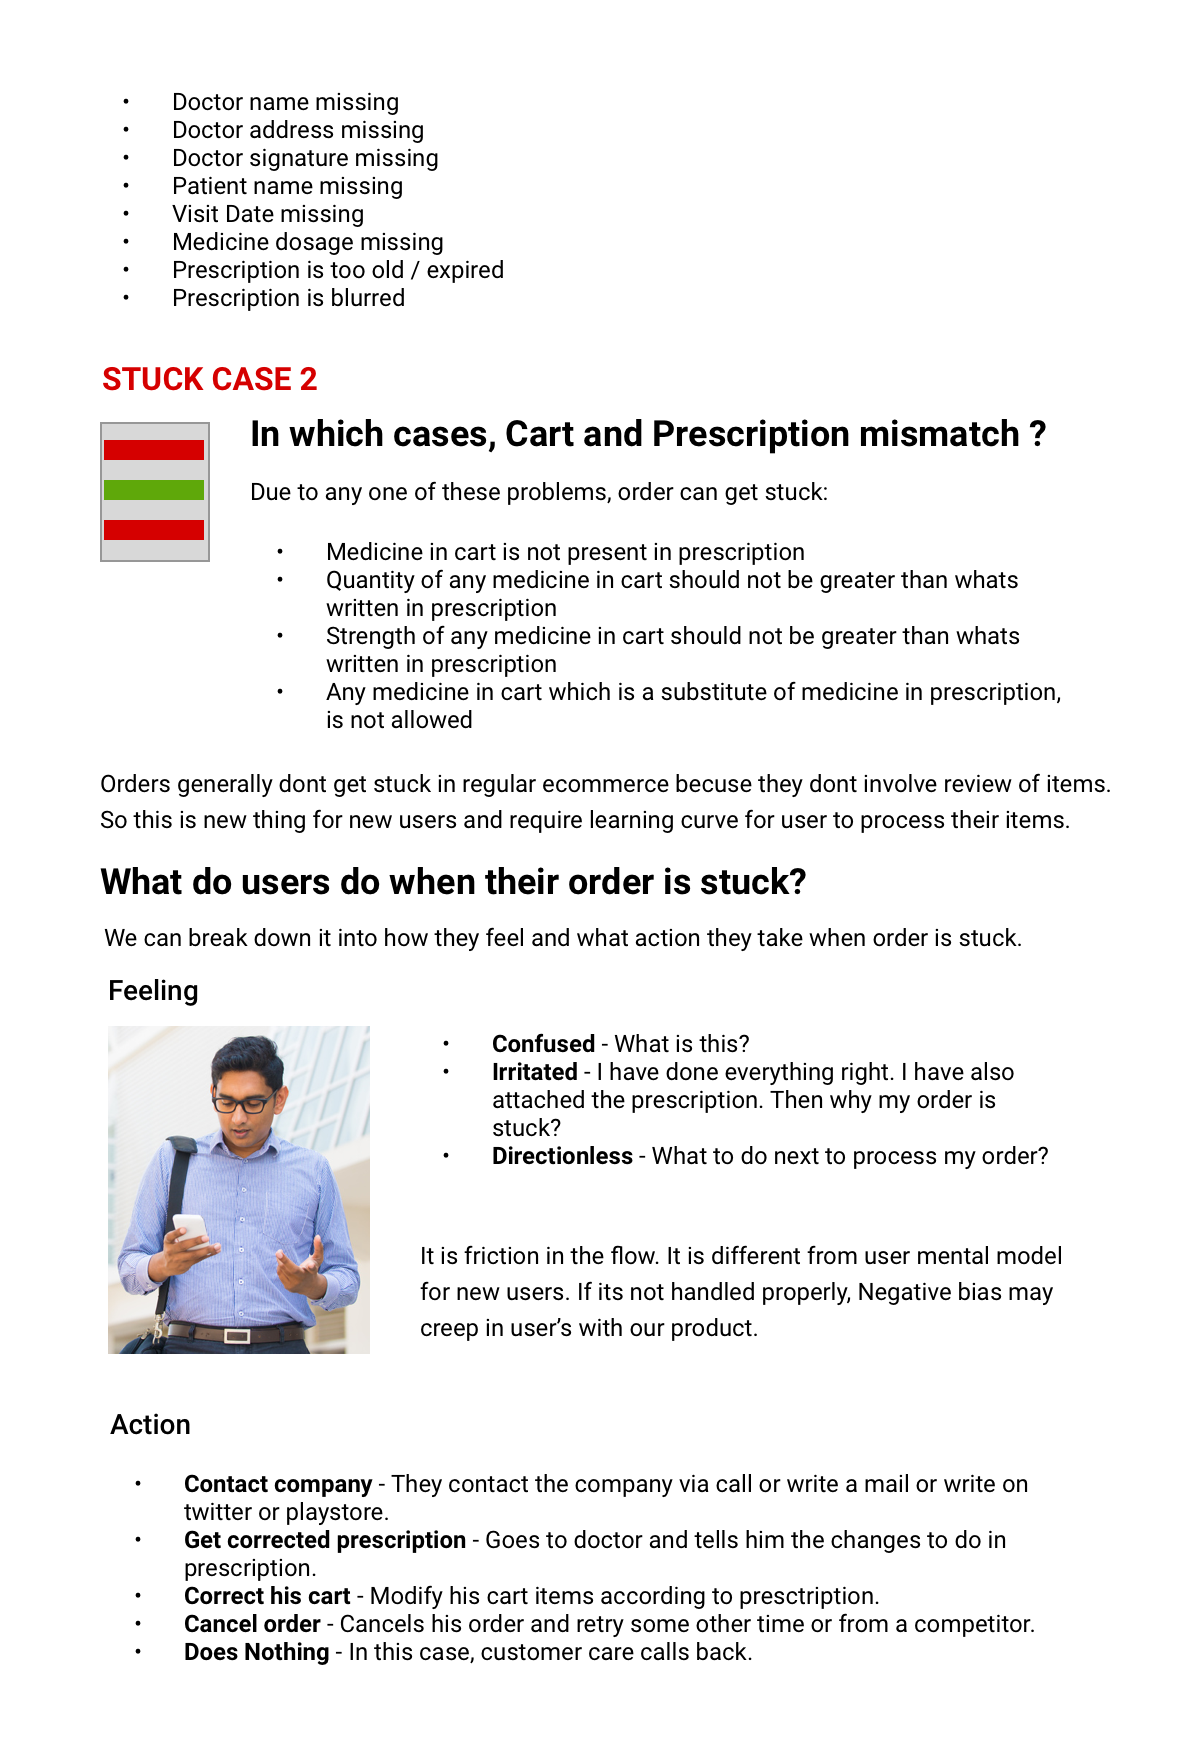 • Doctor name missing
• Doctor address missing
• Doctor signature missing
• Patient name missing
• Visit Date missing
• Medicine dosage missing
• Prescription is too old / expired
• Prescription is blurred
STUCK CASE 2
In which cases, Cart and Prescription mismatch ?
Due to any one of these problems, order can get stuck:
• Medicine in cart is not present in prescription
• Quantity of any medicine in cart should not be greater than whats
written in prescription
• Strength of any medicine in cart should not be greater than whats
written in prescription
• Any medicine in cart which is a substitute of medicine in prescription,
is not allowed
Orders generally dont get stuck in regular ecommerce becuse they dont involve review of items.
So this is new thing for new users and require learning curve for user to process their items.
What do users do when their order is stuck?
We can break down it into how they feel and what action they take when order is stuck.
Feeling
• Confused - What is this?
• Irritated - I have done everything right. I have also
attached the prescription. Then why my order is
stuck?
• Directionless - What to do next to process my order?
It is friction in the flow. It is different from user mental model
for new users. If its not handled properly, Negative bias may
creep in user’s with our product.
Action
• Contact company - They contact the company via call or write a mail or write on
twitter or playstore.
• Get corrected prescription - Goes to doctor and tells him the changes to do in
prescription.
• Correct his cart - Modify his cart items according to presctription.
• Cancel order - Cancels his order and retry some other time or from a competitor.
• Does Nothing - In this case, customer care calls back.